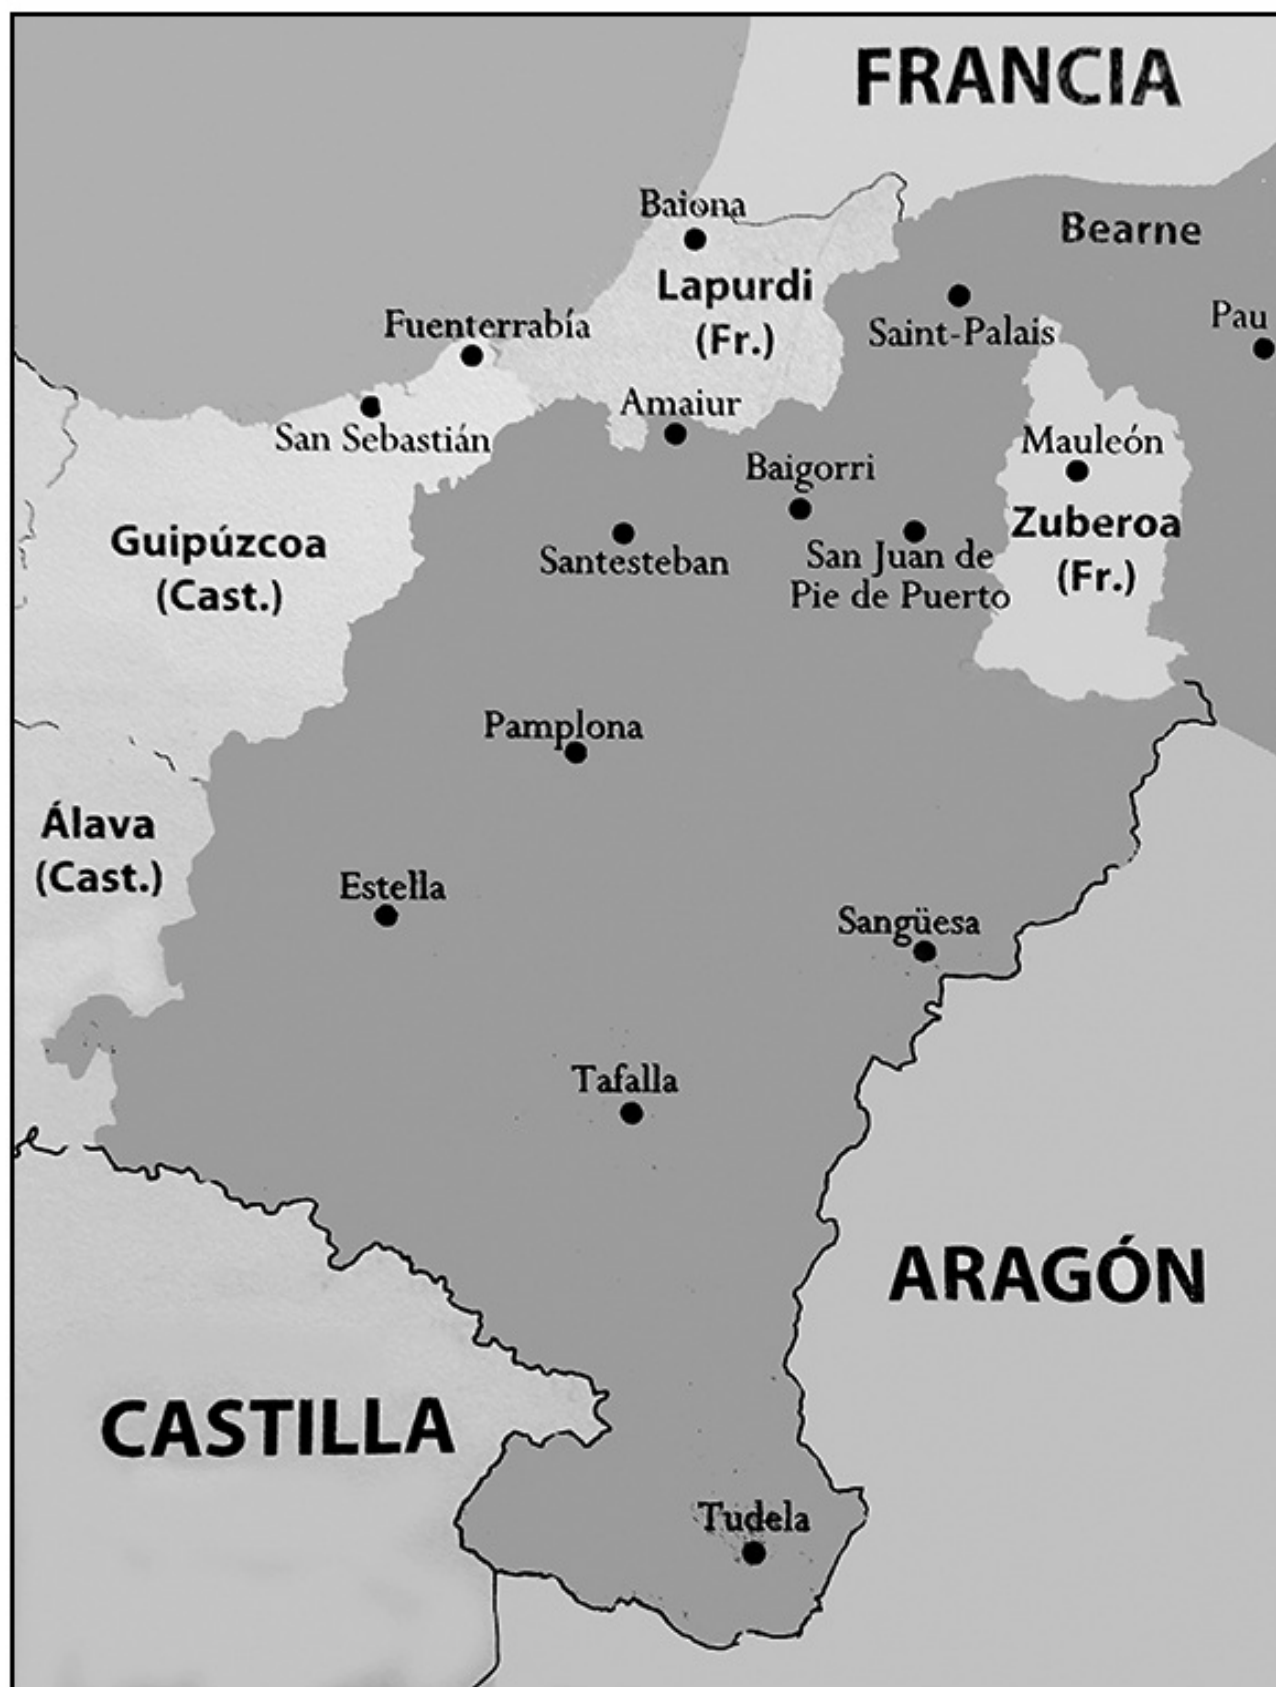 FRANCIA
Baiona
Bearne
Lapurdi
(Fr.)
Fuenterrabía
Saint-Palais
Pau
San Sebastián
Amaiur
Mauleón
Baigorri
Guipúzcoa
(Cast.)
Santesteban
San Juan de
Pie de Puerto
Zuberoa
(Fr.)
Pamplona
Álava
(Cast.)
Estella
Sangüesa
Tafalla
ARAGÓN
CASTILLA
Tudela